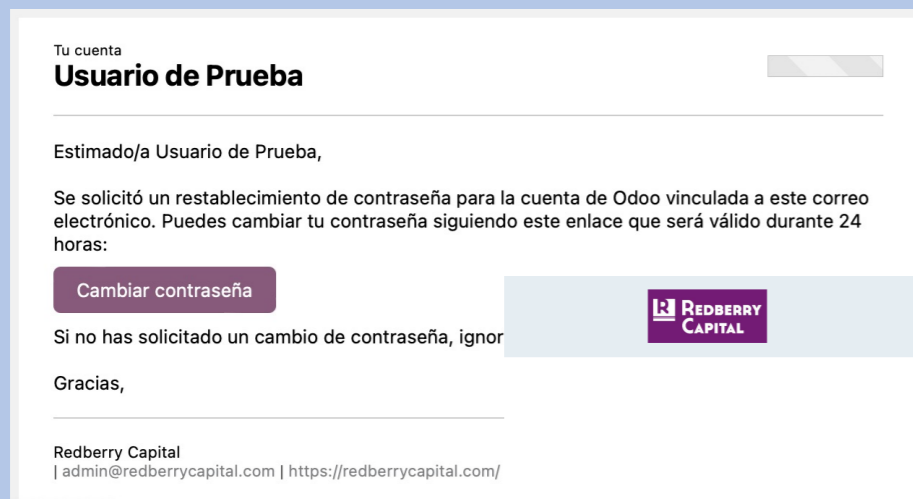 Tu cuenta
Usuario de Prueba
Estimado/a Usuario de Prueba,
Se solicitó un restablecimiento de contraseña para la cuenta de Odoo vinculada a este correo
electrónico. Puedes cambiar tu contraseña siguiendo este enlace que será válido durante 24
horas:
Cambiar contraseña
Si no has solicitado un cambio de contraseña, ignor
R REDBERRY
CAPITAL
Gracias,
Redberry Capital
| admin@redberrycapital.com | https://redberrycapital.com/